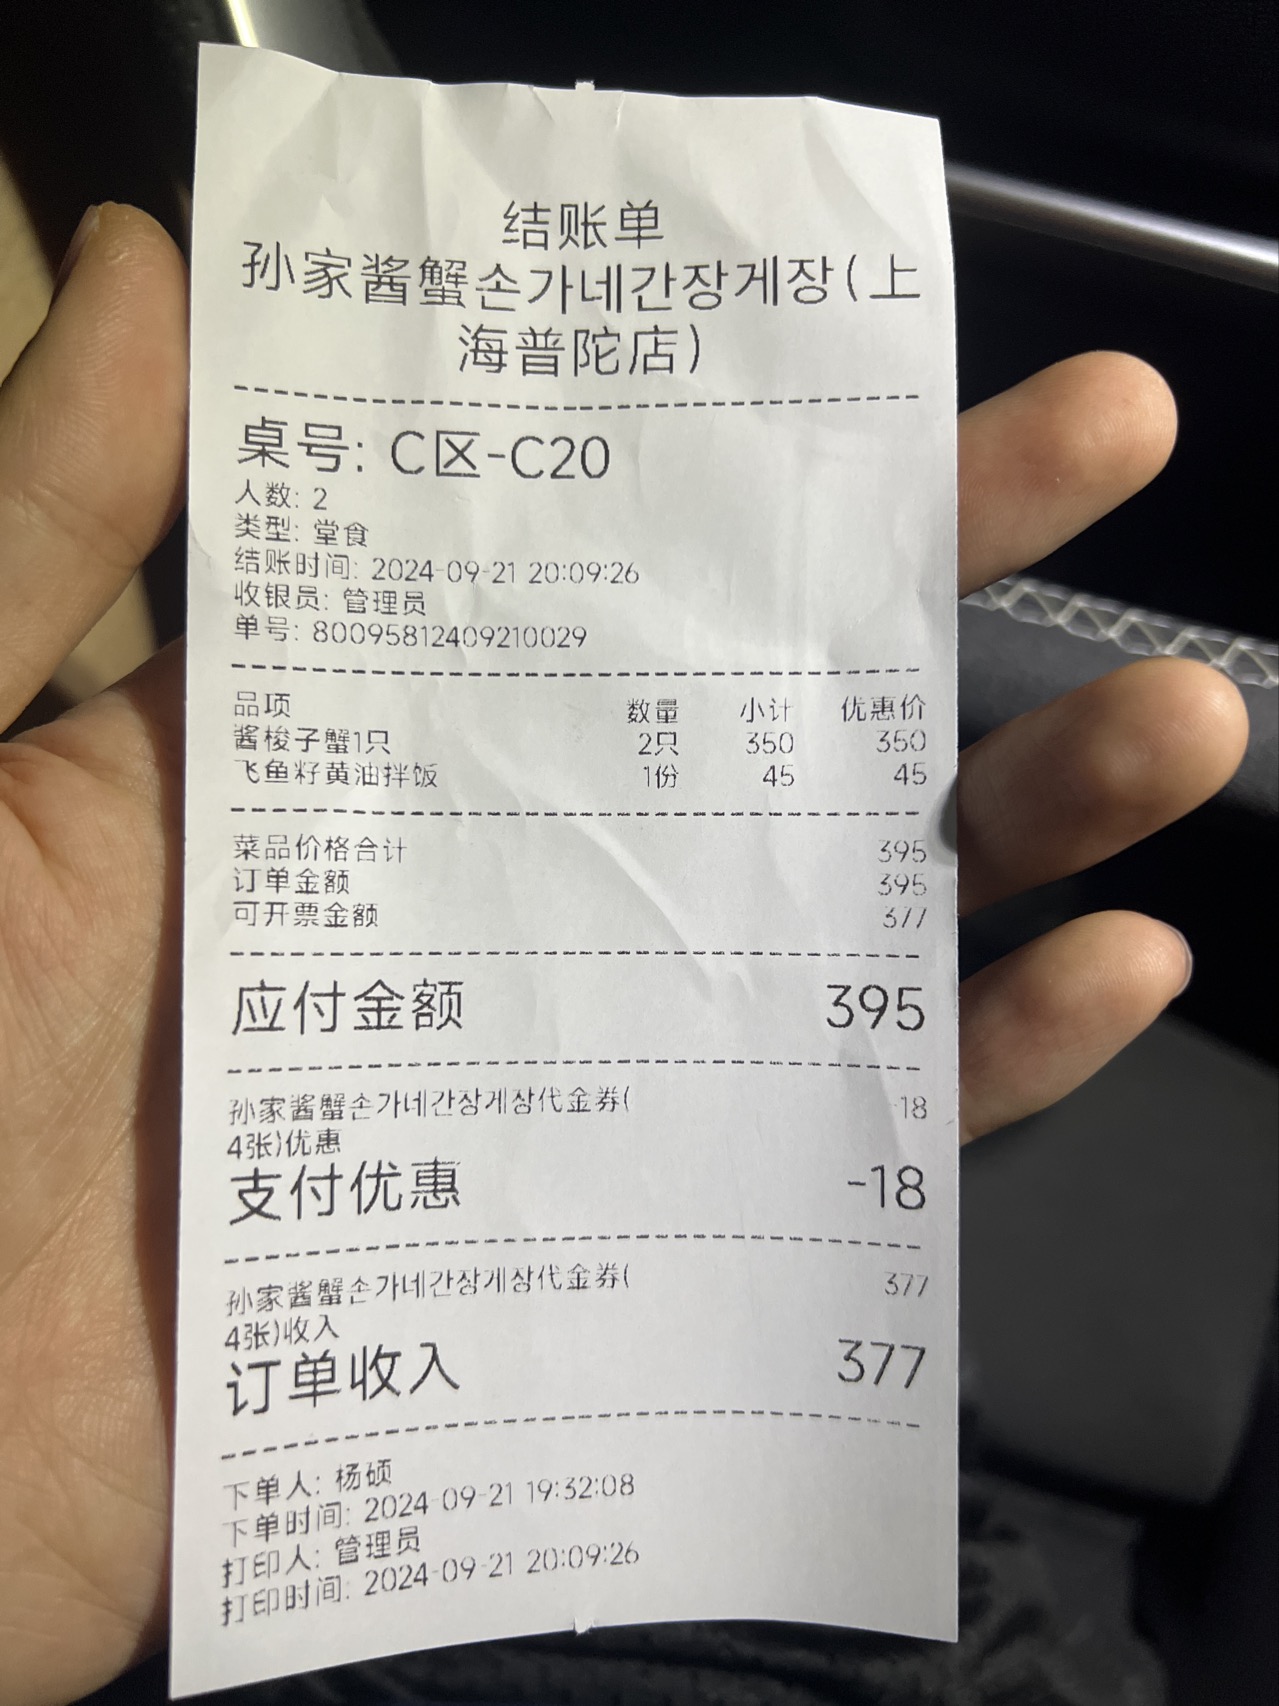 结账单
孙家酱蟹손가네간장게장(上
海普陀店)
桌号: C区-C20
人数: 2
类型: 堂食
结账时间: 2024-09-21 20:09:26
收银员: 管理员
单号: 80095812409210029
品项 数量 小计 优惠价
酱梭子蟹1只 2只 350 350
飞鱼籽黄油拌饭 1份 45 45
菜品价格合计 395
订单金额 395
可开票金额 377
应付金额 395
孙家酱蟹손가네간장게장代金券( -18
4张)优惠
支付优惠 -18
孙家酱蟹손가네간장게장代金券( 377
4张)收入
订单收入 377
下单人: 杨硕
下单时间: 2024-09-21 19:32:08
打印人: 管理员
打印时间: 2024-09-21 20:09:26